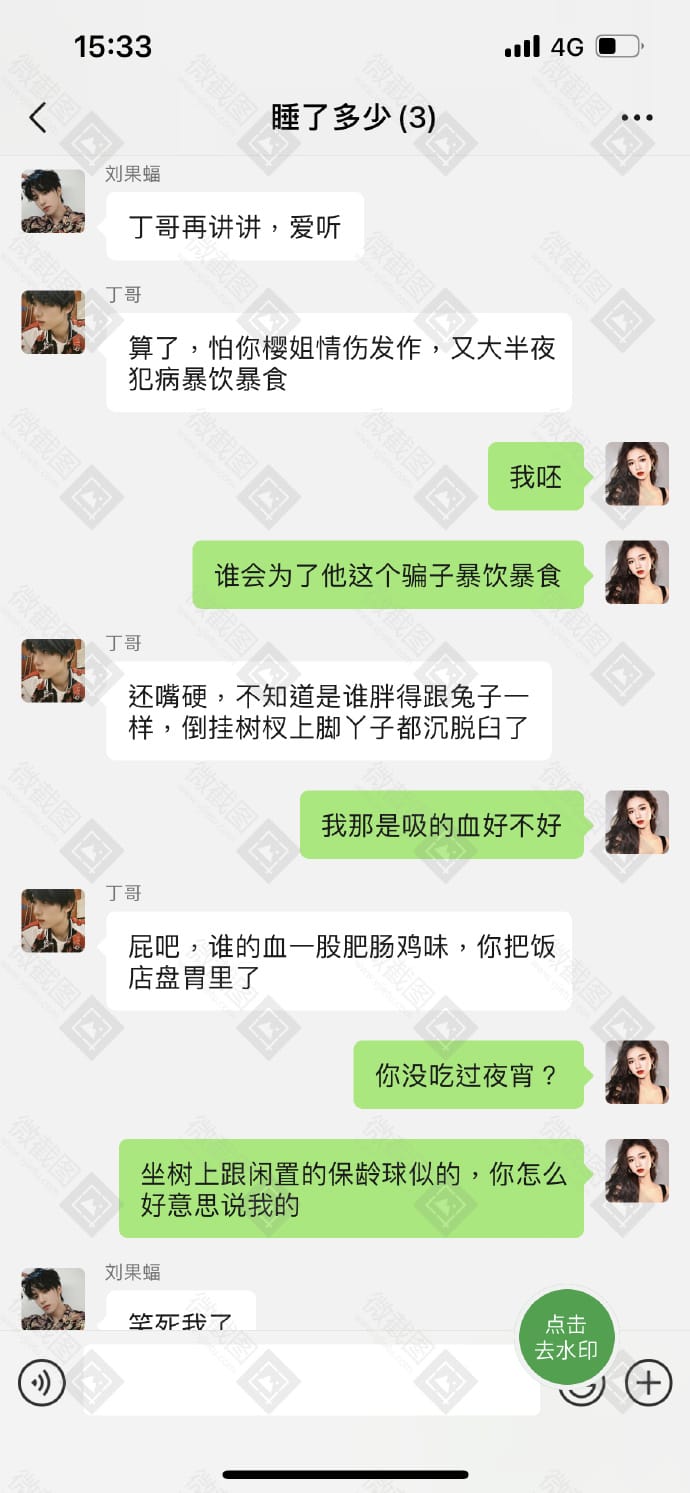 15:33
4G
睡了多少(3)
刘果蝠
丁哥再讲讲，爱听
丁哥
算了，怕你樱姐情伤发作，又大半夜
犯病暴饮暴食
我呸
谁会为了他这个骗子暴饮暴食
丁哥
还嘴硬，不知道是谁胖得跟兔子一
样，倒挂树杈上脚丫子都沉脱臼了
我那是吸的血好不好
丁哥
屁吧，谁的血一股肥肠鸡味，你把饭
店盘胃里了
你没吃过夜宵？
坐树上跟闲置的保龄球似的，你怎么
好意思说我的
刘果蝠
笑死我了
点击
去水印
微截图